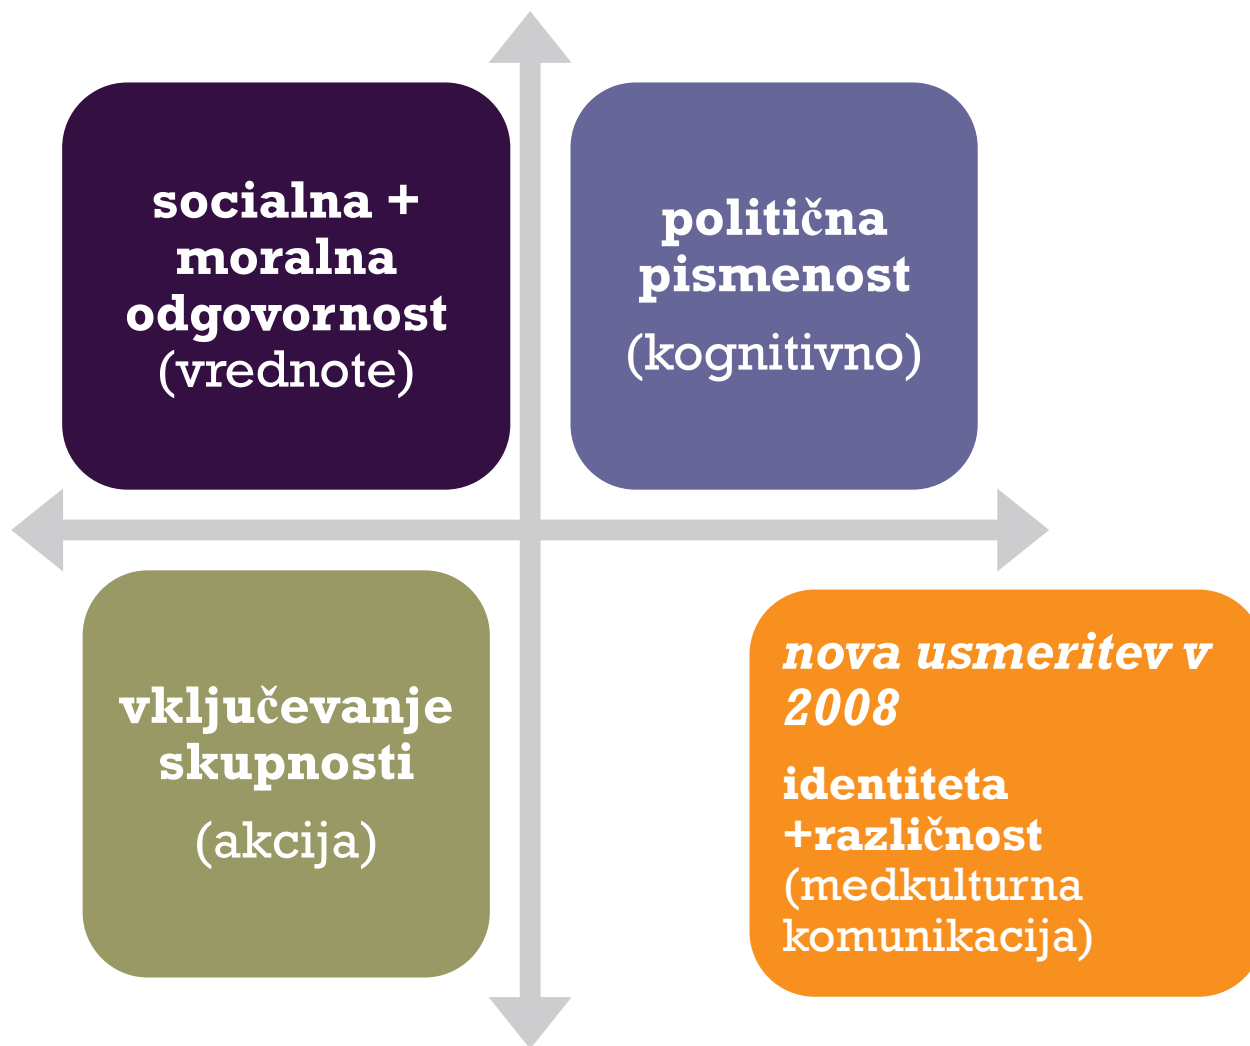 socialna +
moralna
odgovornost
(vrednote)
politična
pismenost
(kognitivno)
vključevanje
skupnosti
(akcija)
nova usmeritev v
2008
identiteta
+različnost
(medkulturna
komunikacija)